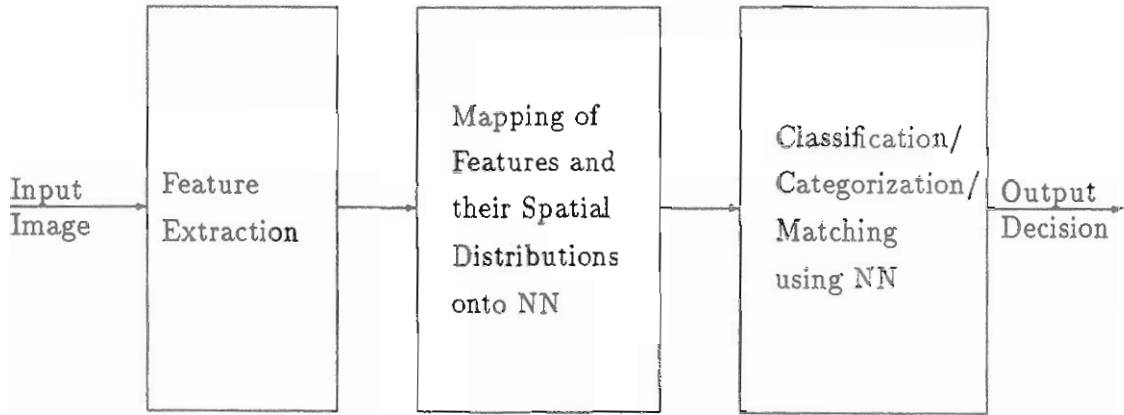 Input
Image
Feature
Extraction
Mapping of
Features and
their Spatial
Distributions
onto NN
Classification/
Categorization/
Matching
using NN
Output
Decision